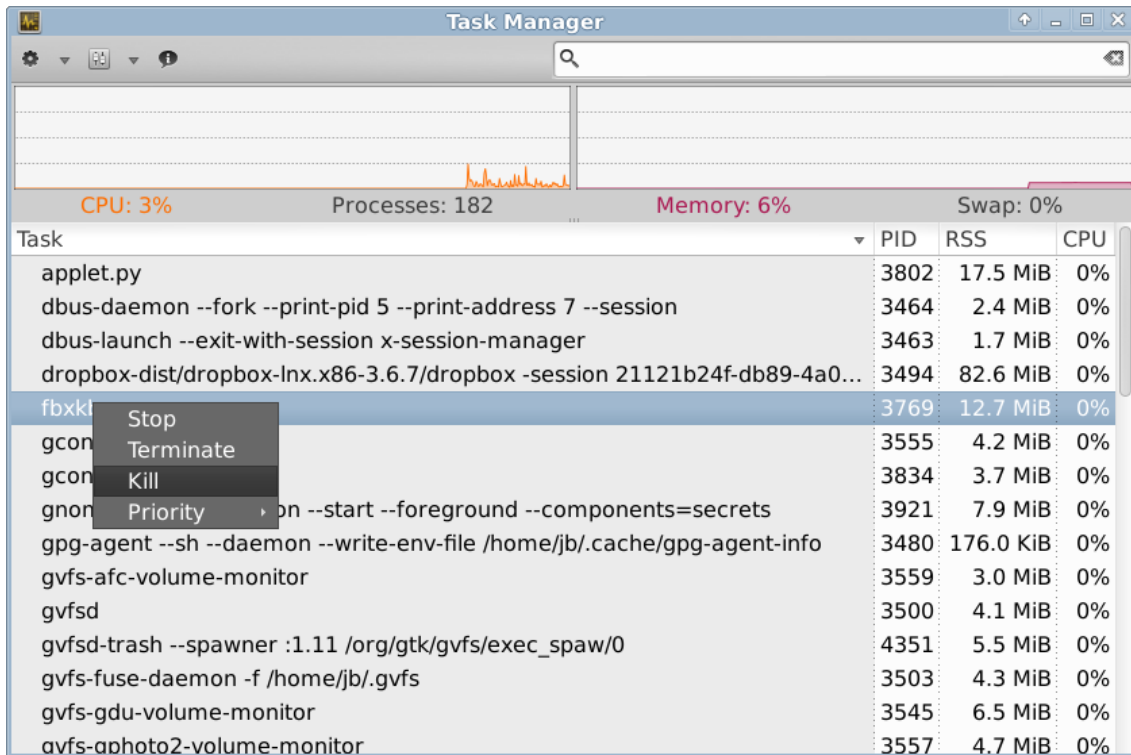 Task Manager
CPU: 3% Processes: 182 Memory: 6% Swap: 0%
Task PID RSS CPU
applet.py 3802 17.5 MiB 0%
dbus-daemon --fork --print-pid 5 --print-address 7 --session 3464 2.4 MiB 0%
dbus-launch --exit-with-session x-session-manager 3463 1.7 MiB 0%
dropbox-dist/dropbox-lnx.x86-3.6.7/dropbox -session 21121b24f-db89-4a0... 3494 82.6 MiB 0%
3769 12.7 MiB 0%
Stop
Terminate
Kill
Priority
gcon 3555 4.2 MiB 0%
gcon 3834 3.7 MiB 0%
--start --foreground --components=secrets 3921 7.9 MiB 0%
gpg-agent --sh --daemon --write-env-file /home/jb/.cache/gpg-agent-info 3480 176.0 KiB 0%
gvfs-afc-volume-monitor 3559 3.0 MiB 0%
gvfsd 3500 4.1 MiB 0%
gvfsd-trash --spawner :1.11 /org/gtk/gvfs/exec_spaw/0 4351 5.5 MiB 0%
gvfs-fuse-daemon -f /home/jb/.gvfs 3503 4.3 MiB 0%
gvfs-gdu-volume-monitor 3545 6.5 MiB 0%
gvfs-gphoto2-volume-monitor 3557 4.7 MiB 0%